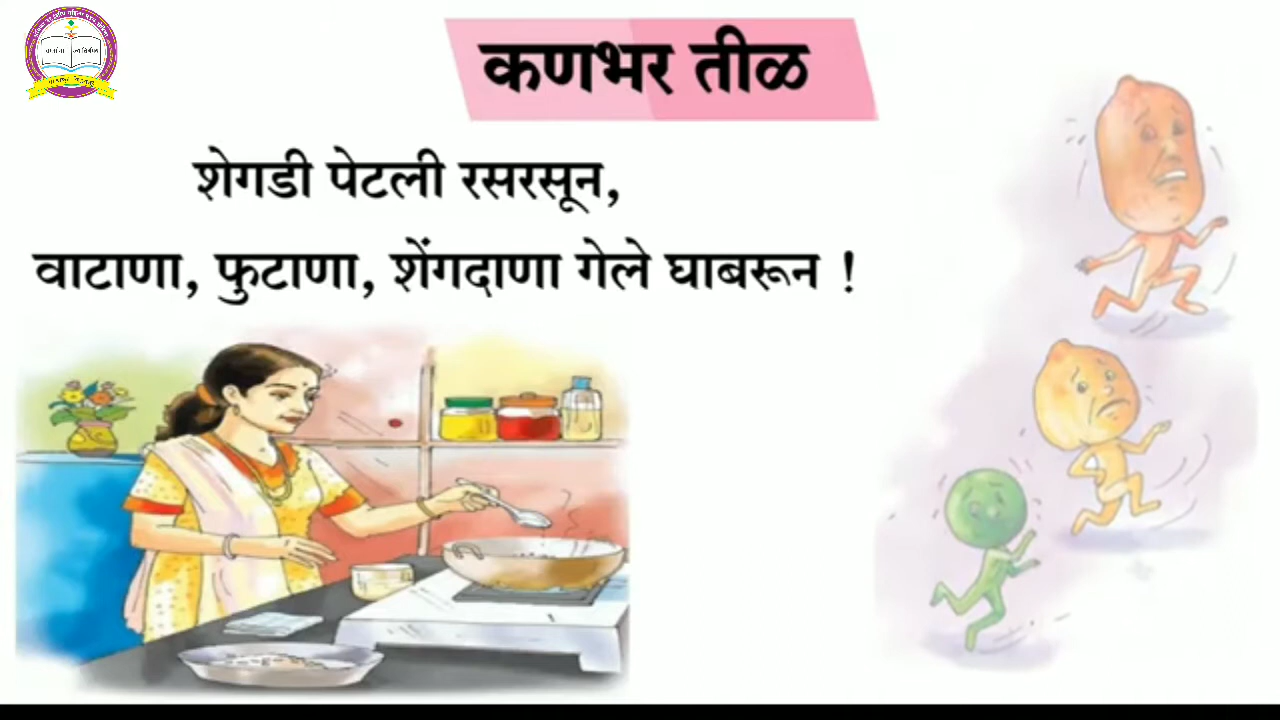 कणभर तीळ
शेगडी पेटली रसरसून,
वाटाणा, फुटाणा, शेंगदाणा गेले घाबरून !